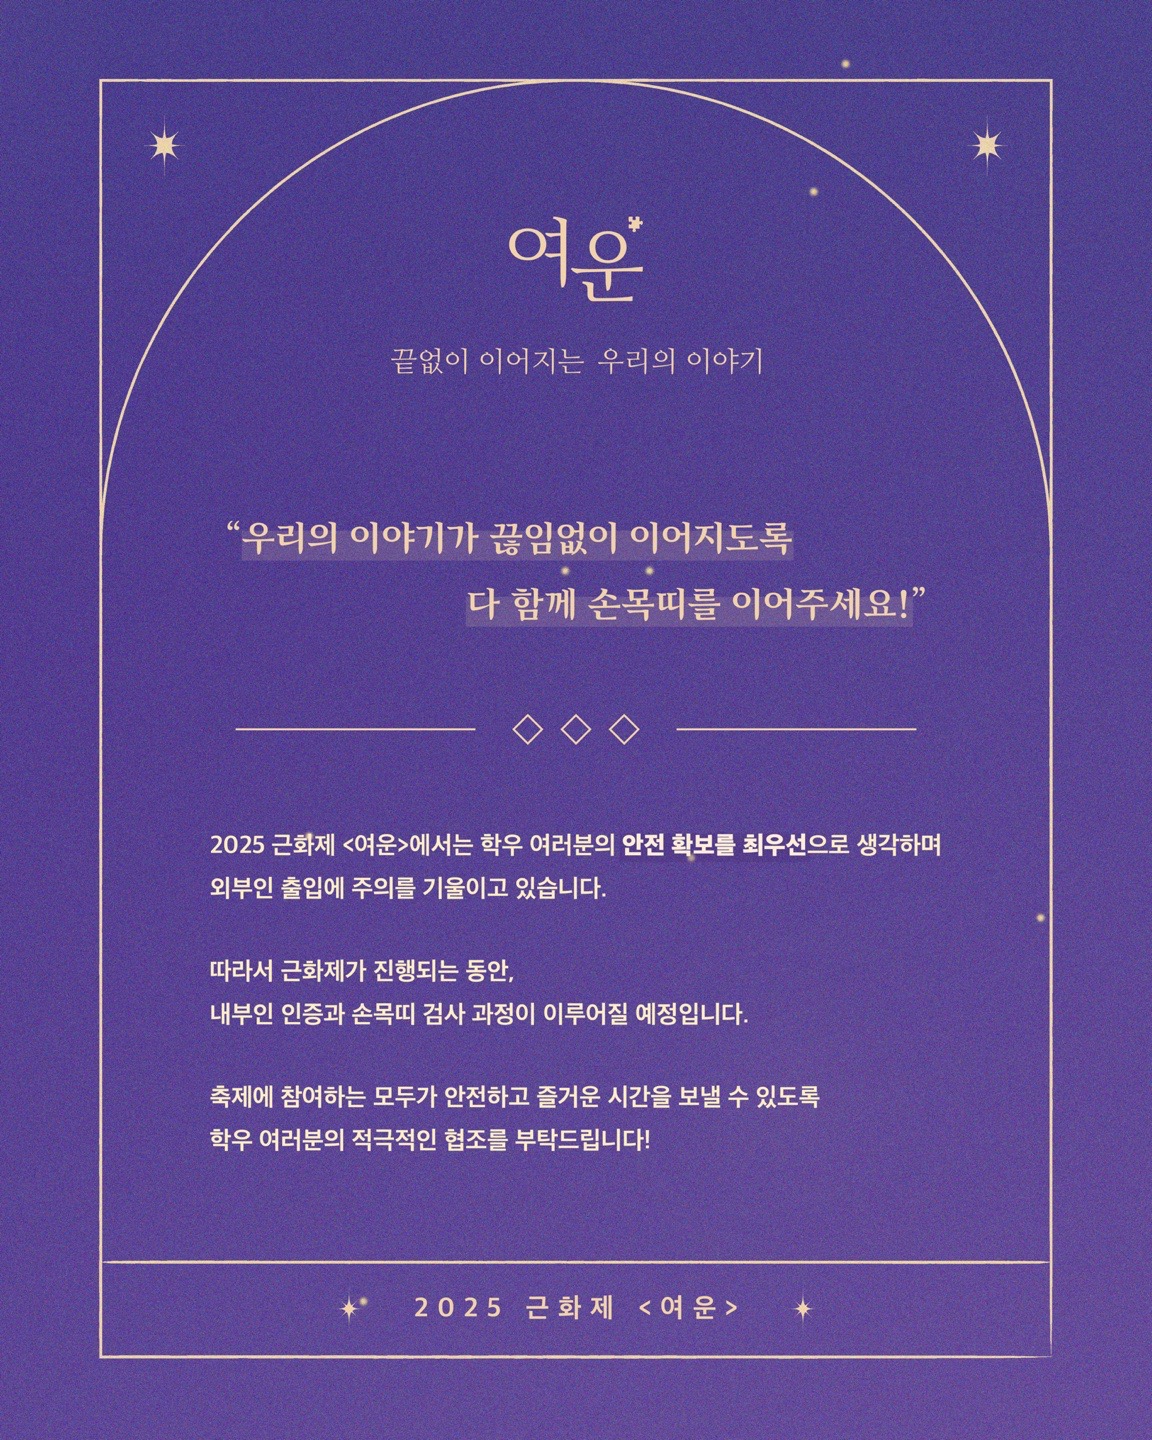 여운
끝없이 이어지는 우리의 이야기
“우리의 이야기가 끊임없이 이어지도록
다 함께 손목띠를 이어주세요!”
2025 근화제 <여운>에서는 학우 여러분의 안전 확보를 최우선으로 생각하며
외부인 출입에 주의를 기울이고 있습니다.
따라서 근화제가 진행되는 동안,
내부인 인증과 손목띠 검사 과정이 이루어질 예정입니다.
축제에 참여하는 모두가 안전하고 즐거운 시간을 보낼 수 있도록
학우 여러분의 적극적인 협조를 부탁드립니다!
2025 근화제 <여운>